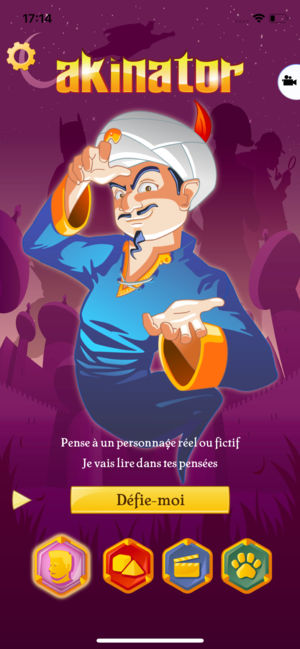 17:14
akinator
Pense à un personnage réel ou fictif
Je vais lire dans tes pensées
Défie-moi